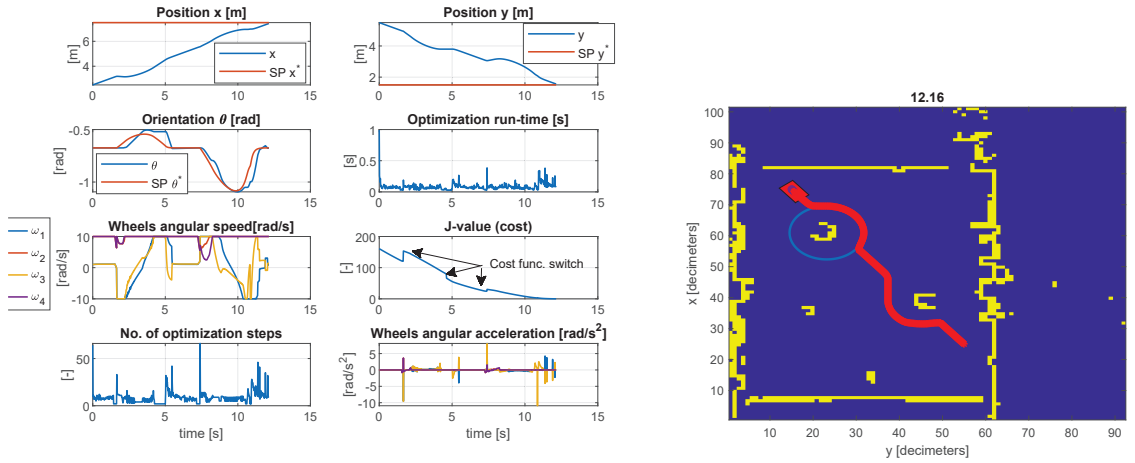 Position x [m]
[m]
6
4
0
5
10
15
x
SP x*
Position y [m]
[m]
4
2
0
5
10
15
y
SP y*
Orientation θ [rad]
[rad]
-0.5
-1
0
5
10
15
θ
SP θ*
Optimization run-time [s]
[s]
1
0.5
0
0
5
10
15
Wheels angular speed[rad/s]
[rad/s]
10
0
-10
0
5
10
15
ω1
ω2
ω3
ω4
J-value (cost)
[-]
200
100
0
0
5
10
15
Cost func. switch
No. of optimization steps
[-]
50
0
0
5
10
15
time [s]
Wheels angular acceleration [rad/s²]
[rad/s²]
5
0
-5
-10
0
5
10
15
time [s]
12.16
x [decimeters]
100
90
80
70
60
50
40
30
20
10
10
20
30
40
50
60
70
80
90
y [decimeters]